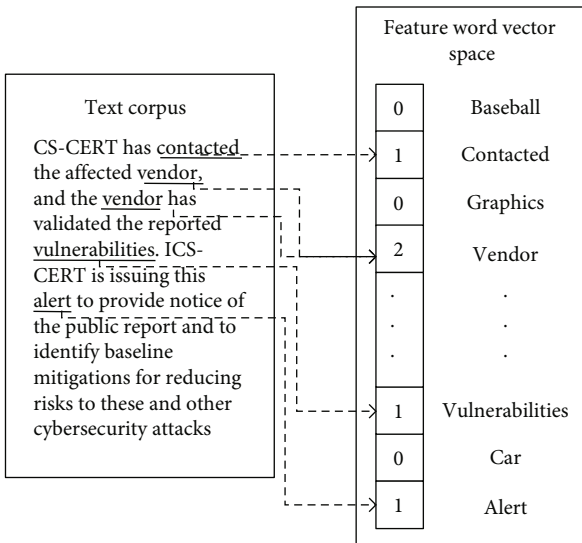 Text corpus
CS-CERT has contacted
the affected vendor,
and the vendor has
validated the reported
vulnerabilities. ICS-
CERT is issuing this
alert to provide notice of
the public report and to
identify baseline
mitigations for reducing
risks to these and other
cybersecurity attacks
Feature word vector
space
0 Baseball
1 Contacted
0 Graphics
2 Vendor
. .
. .
. .
1 Vulnerabilities
0 Car
1 Alert